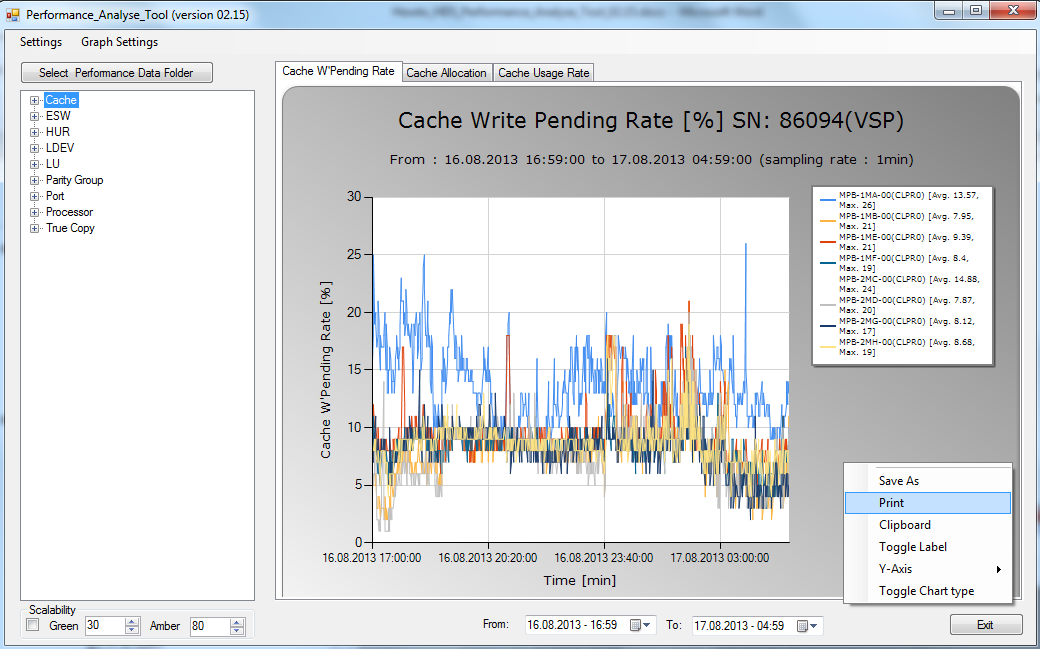 Performance_Analyse_Tool (version 02.15)
Settings Graph Settings
Select Performance Data Folder
Cache
ESW
HUR
LDEV
LU
Parity Group
Port
Processor
True Copy
Scalability
Green 30 Amber 80
Cache W'Pending Rate Cache Allocation Cache Usage Rate
Cache Write Pending Rate [%] SN: 86094(VSP)
From : 16.08.2013 16:59:00 to 17.08.2013 04:59:00 (sampling rate : 1min)
Cache W'Pending Rate [%]
30
25
20
15
10
5
0
16.08.2013 17:00:00 16.08.2013 20:20:00 16.08.2013 23:40:00 17.08.2013 03:00:00
Time [min]
MPB-1MA-00(CLPR0) [Avg. 13.57,
Max. 26]
MPB-1MB-00(CLPR0) [Avg. 7.95,
Max. 21]
MPB-1ME-00(CLPR0) [Avg. 9.39,
Max. 21]
MPB-1MF-00(CLPR0) [Avg. 8.4,
Max. 19]
MPB-2MC-00(CLPR0) [Avg. 14.88,
Max. 24]
MPB-2MD-00(CLPR0) [Avg. 7.87,
Max. 20]
MPB-2MG-00(CLPR0) [Avg. 8.12,
Max. 17]
MPB-2MH-00(CLPR0) [Avg. 8.68,
Max. 19]
Save As
Print
Clipboard
Toggle Label
Y-Axis
Toggle Chart type
From: 16.08.2013 - 16:59 To: 17.08.2013 - 04:59
Exit